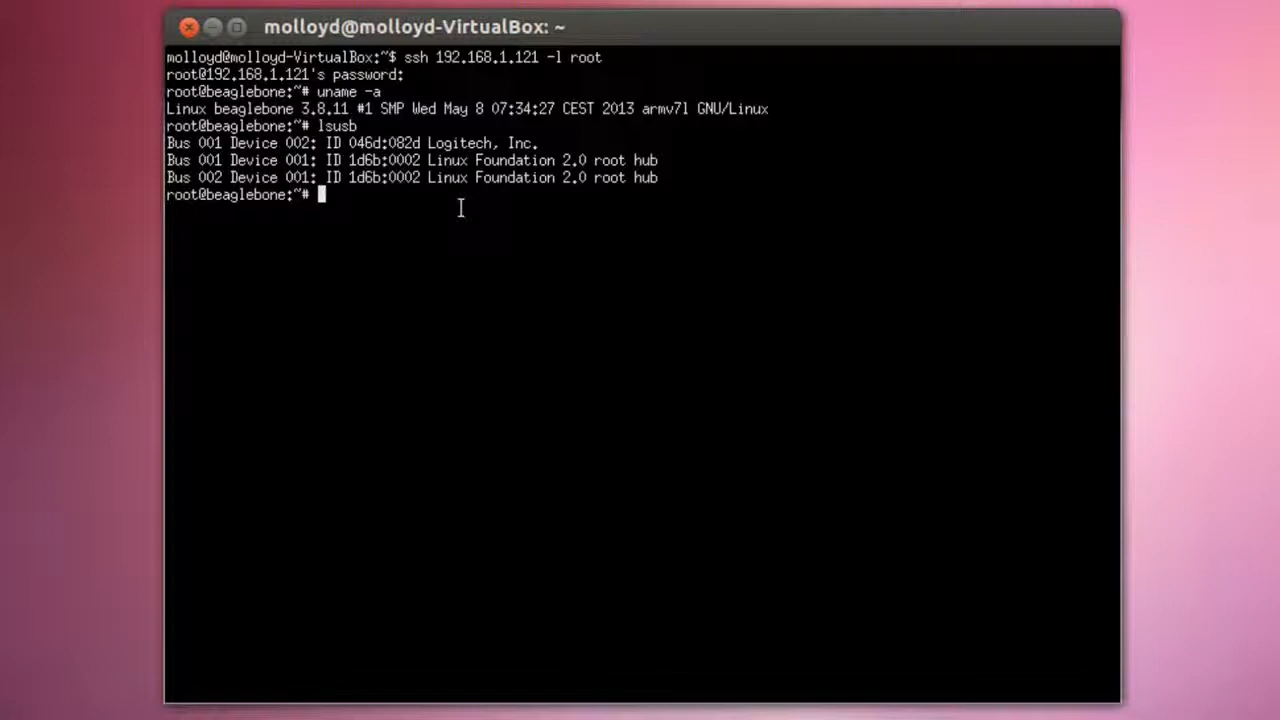 molloyd@molloyd-VirtualBox: ~
molloyd@molloyd-VirtualBox:~$ ssh 192.168.1.121 -l root
root@192.168.1.121's password:
root@beaglebone:~# uname -a
Linux beaglebone 3.8.11 #1 SMP Wed May 8 07:34:27 CEST 2013 armv7l GNU/Linux
root@beaglebone:~# lsusb
Bus 001 Device 002: ID 046d:082d Logitech, Inc.
Bus 001 Device 001: ID 1d6b:0002 Linux Foundation 2.0 root hub
Bus 002 Device 001: ID 1d6b:0002 Linux Foundation 2.0 root hub
root@beaglebone:~#